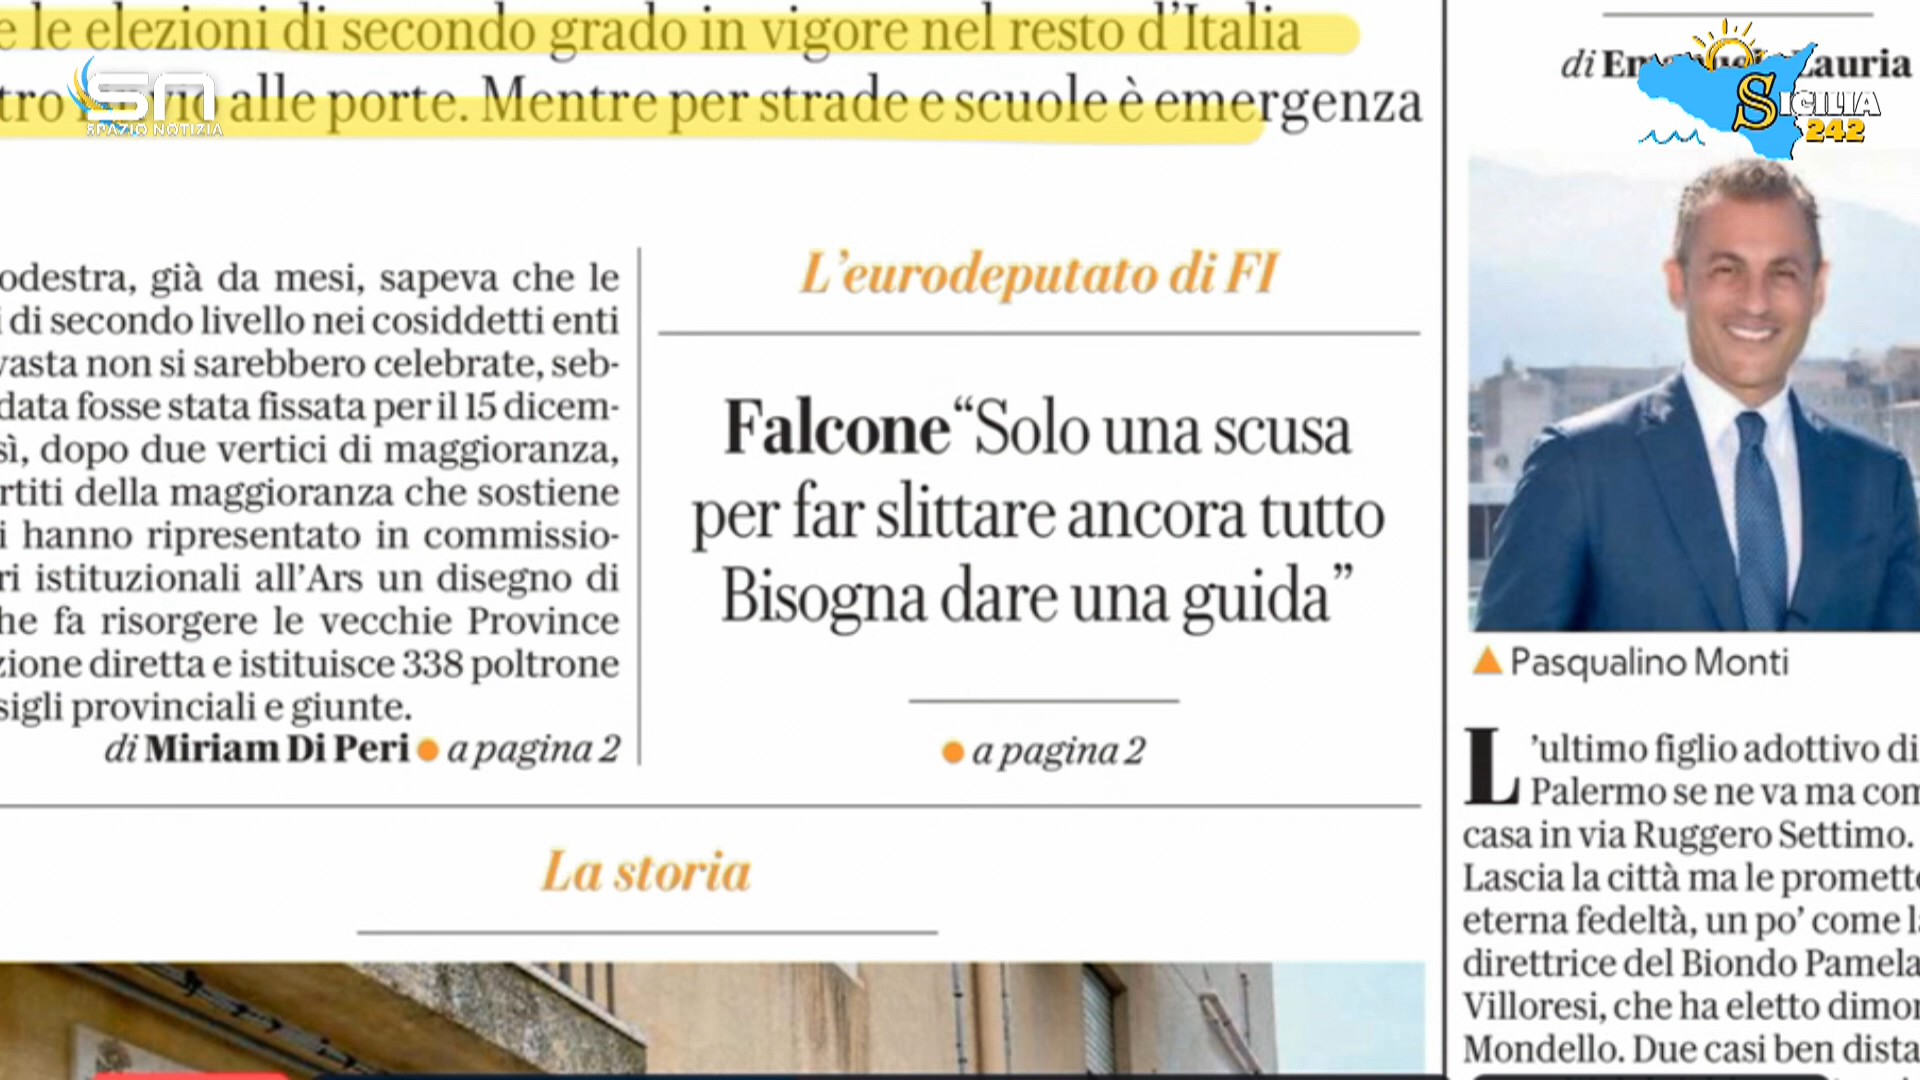 e le elezioni di secondo grado in vigore nel resto d’Italia
alle porte. Mentre per strade e scuole è emergenza
SN
SPAZIO NOTIZIA
di Lauria
SICILIA
242
odestra, già da mesi, sapeva che le
i di secondo livello nei cosiddetti enti
vasta non si sarebbero celebrate, seb-
data fosse stata fissata per il 15 dicem-
sì, dopo due vertici di maggioranza,
rtiti della maggioranza che sostiene
i hanno ripresentato in commissio-
ri istituzionali all’Ars un disegno di
he fa risorgere le vecchie Province
zione diretta e istituisce 338 poltrone
sigli provinciali e giunte.
di Miriam Di Peri ● a pagina 2
L’eurodeputato di FI
Falcone “Solo una scusa
per far slittare ancora tutto
Bisogna dare una guida”
● a pagina 2
La storia
▲ Pasqualino Monti
L’ultimo figlio adottivo di
Palermo se ne va ma com
casa in via Ruggero Settimo.
Lascia la città ma le promette
eterna fedeltà, un po’ come la
direttrice del Biondo Pamela
Villoresi, che ha eletto dimor
Mondello. Due casi ben dista